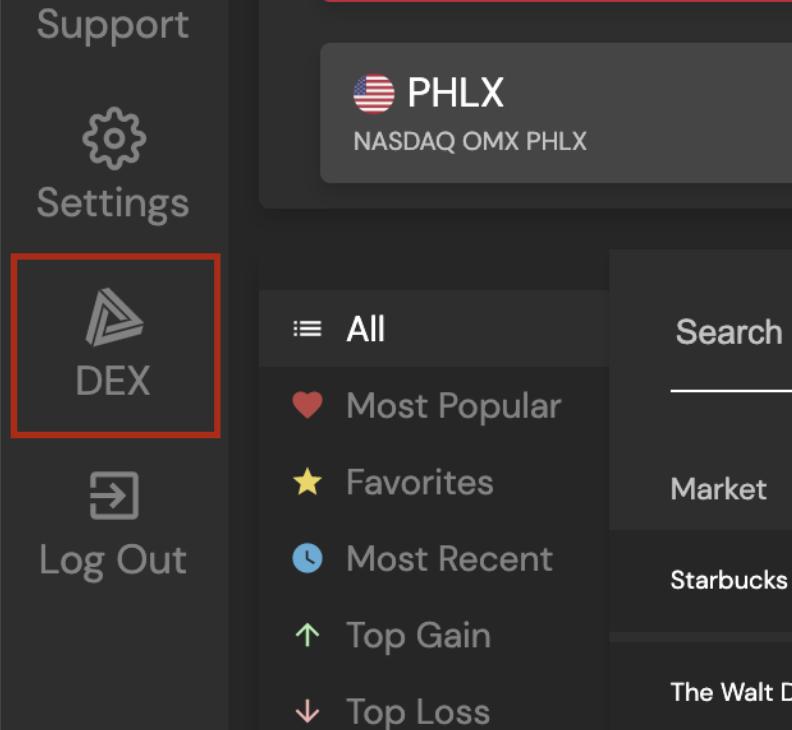 Support
Settings
DEX
Log Out
PHLX
NASDAQ OMX PHLX
All
Most Popular
Favorites
Most Recent
Top Gain
Top Loss
Search
Market
Starbucks
The Walt D